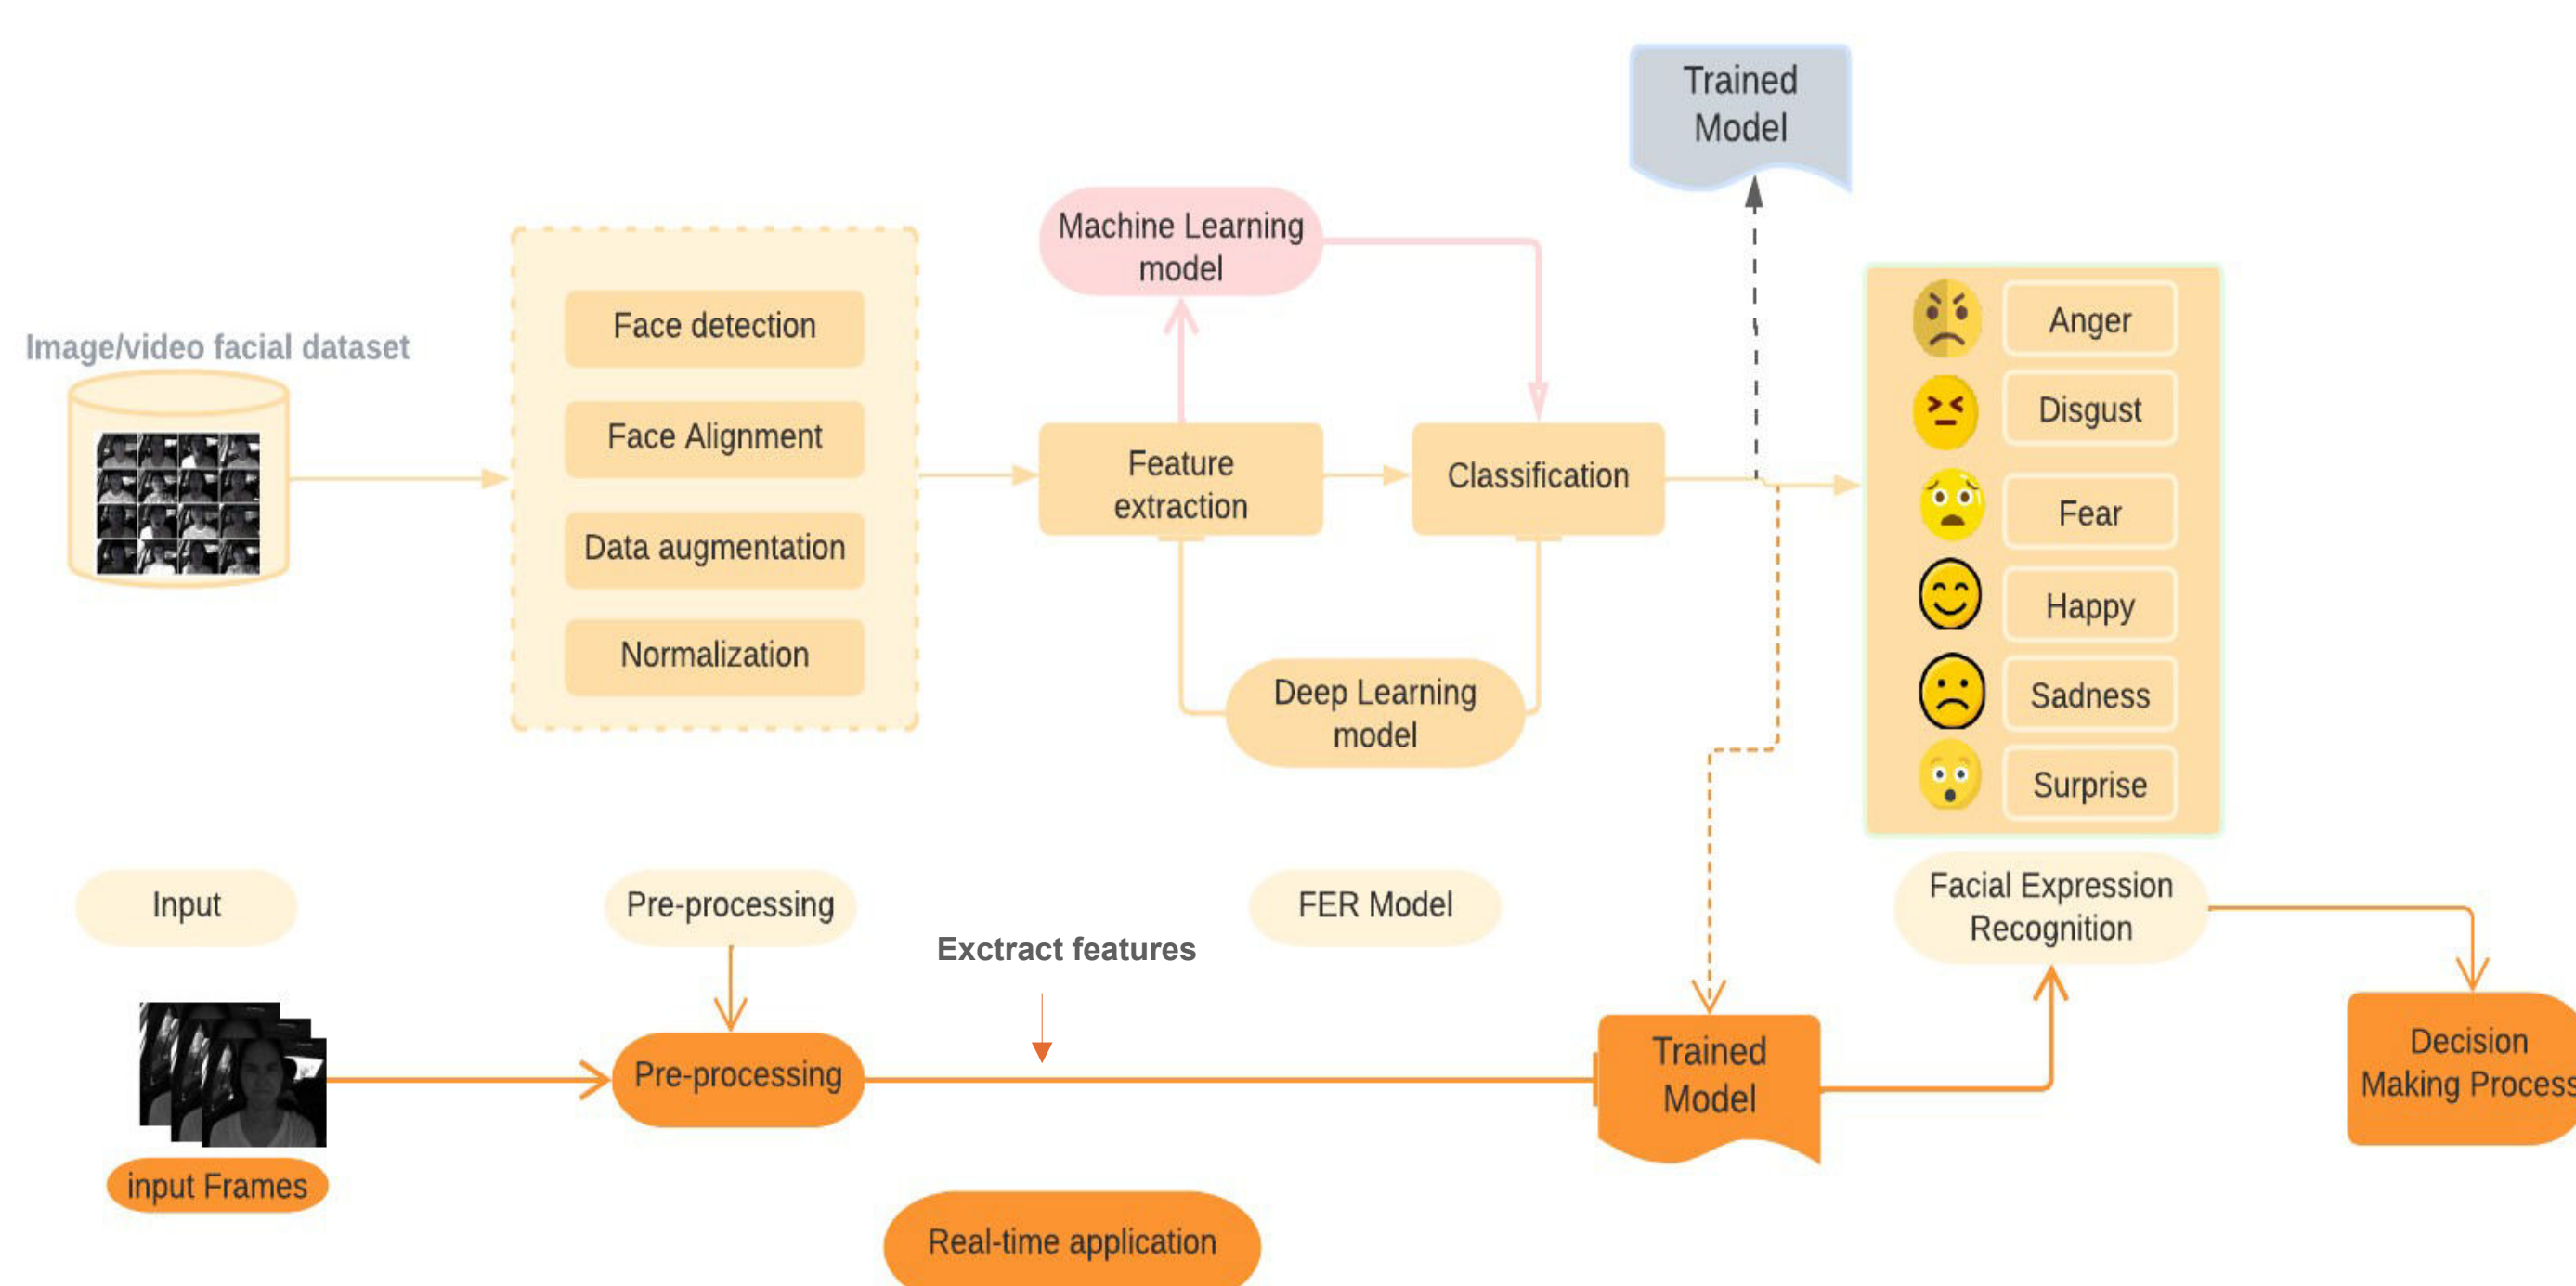 Trained
Model
Machine Learning
model
Image/video facial dataset
Face detection
Face Alignment
Data augmentation
Normalization
Feature
extraction
Classification
Deep Learning
model
Anger
Disgust
Fear
Happy
Sadness
Surprise
Input
Pre-processing
FER Model
Facial Expression
Recognition
Exctract features
Pre-processing
Trained
Model
Decision
Making Process
input Frames
Real-time application